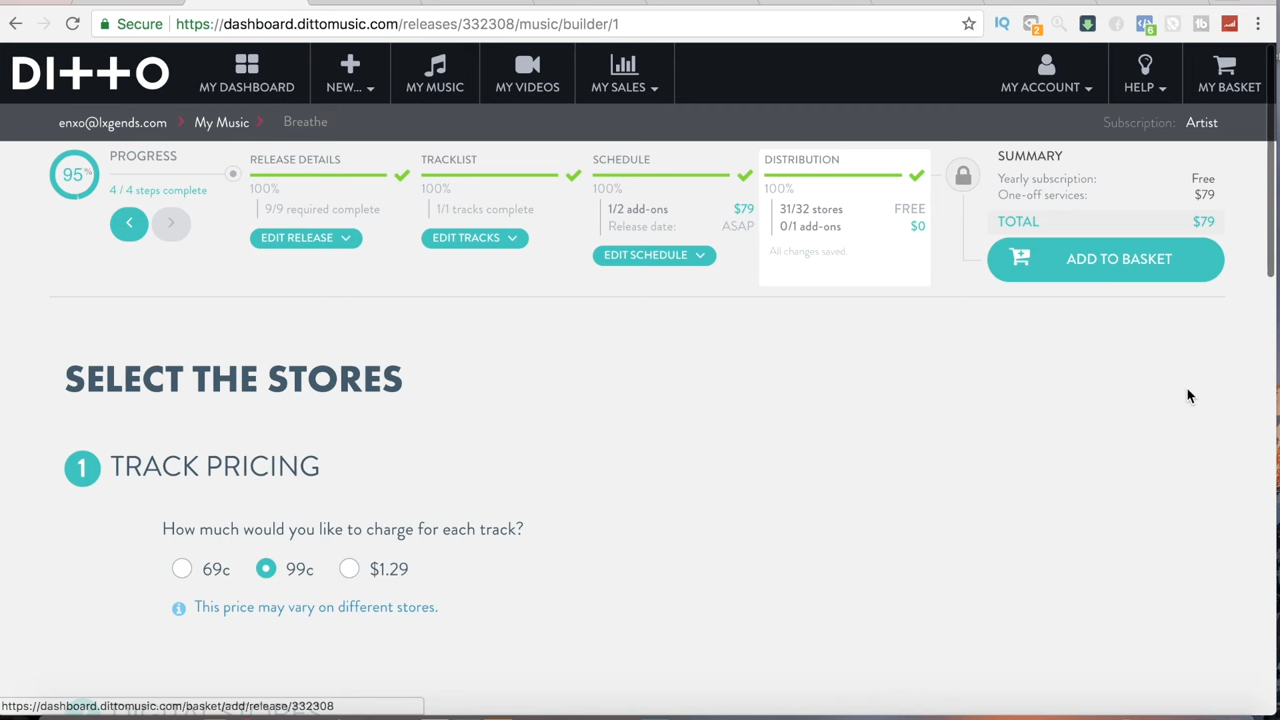 Secure https://dashboard.dittomusic.com/releases/332308/music/builder/1
DITTO
MY DASHBOARD
NEW...
MY MUSIC
MY VIDEOS
MY SALES
MY ACCOUNT
HELP
MY BASKET
enxo@lxgends.com My Music Breathe
Subscription: Artist
95%
PROGRESS
4 / 4 steps complete
RELEASE DETAILS
100%
9/9 required complete
EDIT RELEASE
TRACKLIST
100%
1/1 tracks complete
EDIT TRACKS
SCHEDULE
100%
1/2 add-ons $79
Release date: ASAP
EDIT SCHEDULE
DISTRIBUTION
100%
31/32 stores FREE
0/1 add-ons $0
All changes saved.
SUMMARY
Yearly subscription: Free
One-off services: $79
TOTAL $79
ADD TO BASKET
SELECT THE STORES
1 TRACK PRICING
How much would you like to charge for each track?
69c 99c $1.29
This price may vary on different stores.
https://dashboard.dittomusic.com/basket/add/release/332308